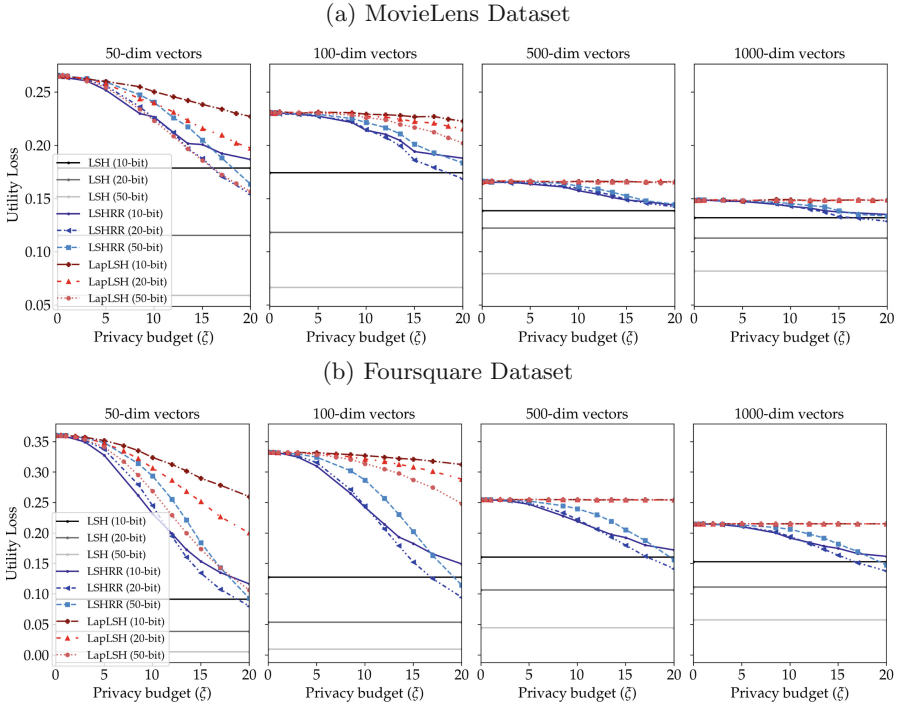 (a) MovieLens Dataset
50-dim vectors
100-dim vectors
500-dim vectors
1000-dim vectors
Utility Loss
0.25
0.20
0.15
0.10
0.05
LSH (10-bit)
LSH (20-bit)
LSH (50-bit)
LSHRR (10-bit)
LSHRR (20-bit)
LSHRR (50-bit)
LapLSH (10-bit)
LapLSH (20-bit)
LapLSH (50-bit)
0 5 10 15 20
0 5 10 15 20
0 5 10 15 20
0 5 10 15 20
Privacy budget (ξ)
Privacy budget (ξ)
Privacy budget (ξ)
Privacy budget (ξ)
(b) Foursquare Dataset
50-dim vectors
100-dim vectors
500-dim vectors
1000-dim vectors
Utility Loss
0.35
0.30
0.25
0.20
0.15
0.10
0.05
0.00
LSH (10-bit)
LSH (20-bit)
LSH (50-bit)
LSHRR (10-bit)
LSHRR (20-bit)
LSHRR (50-bit)
LapLSH (10-bit)
LapLSH (20-bit)
LapLSH (50-bit)
0 5 10 15 20
0 5 10 15 20
0 5 10 15 20
0 5 10 15 20
Privacy budget (ξ)
Privacy budget (ξ)
Privacy budget (ξ)
Privacy budget (ξ)